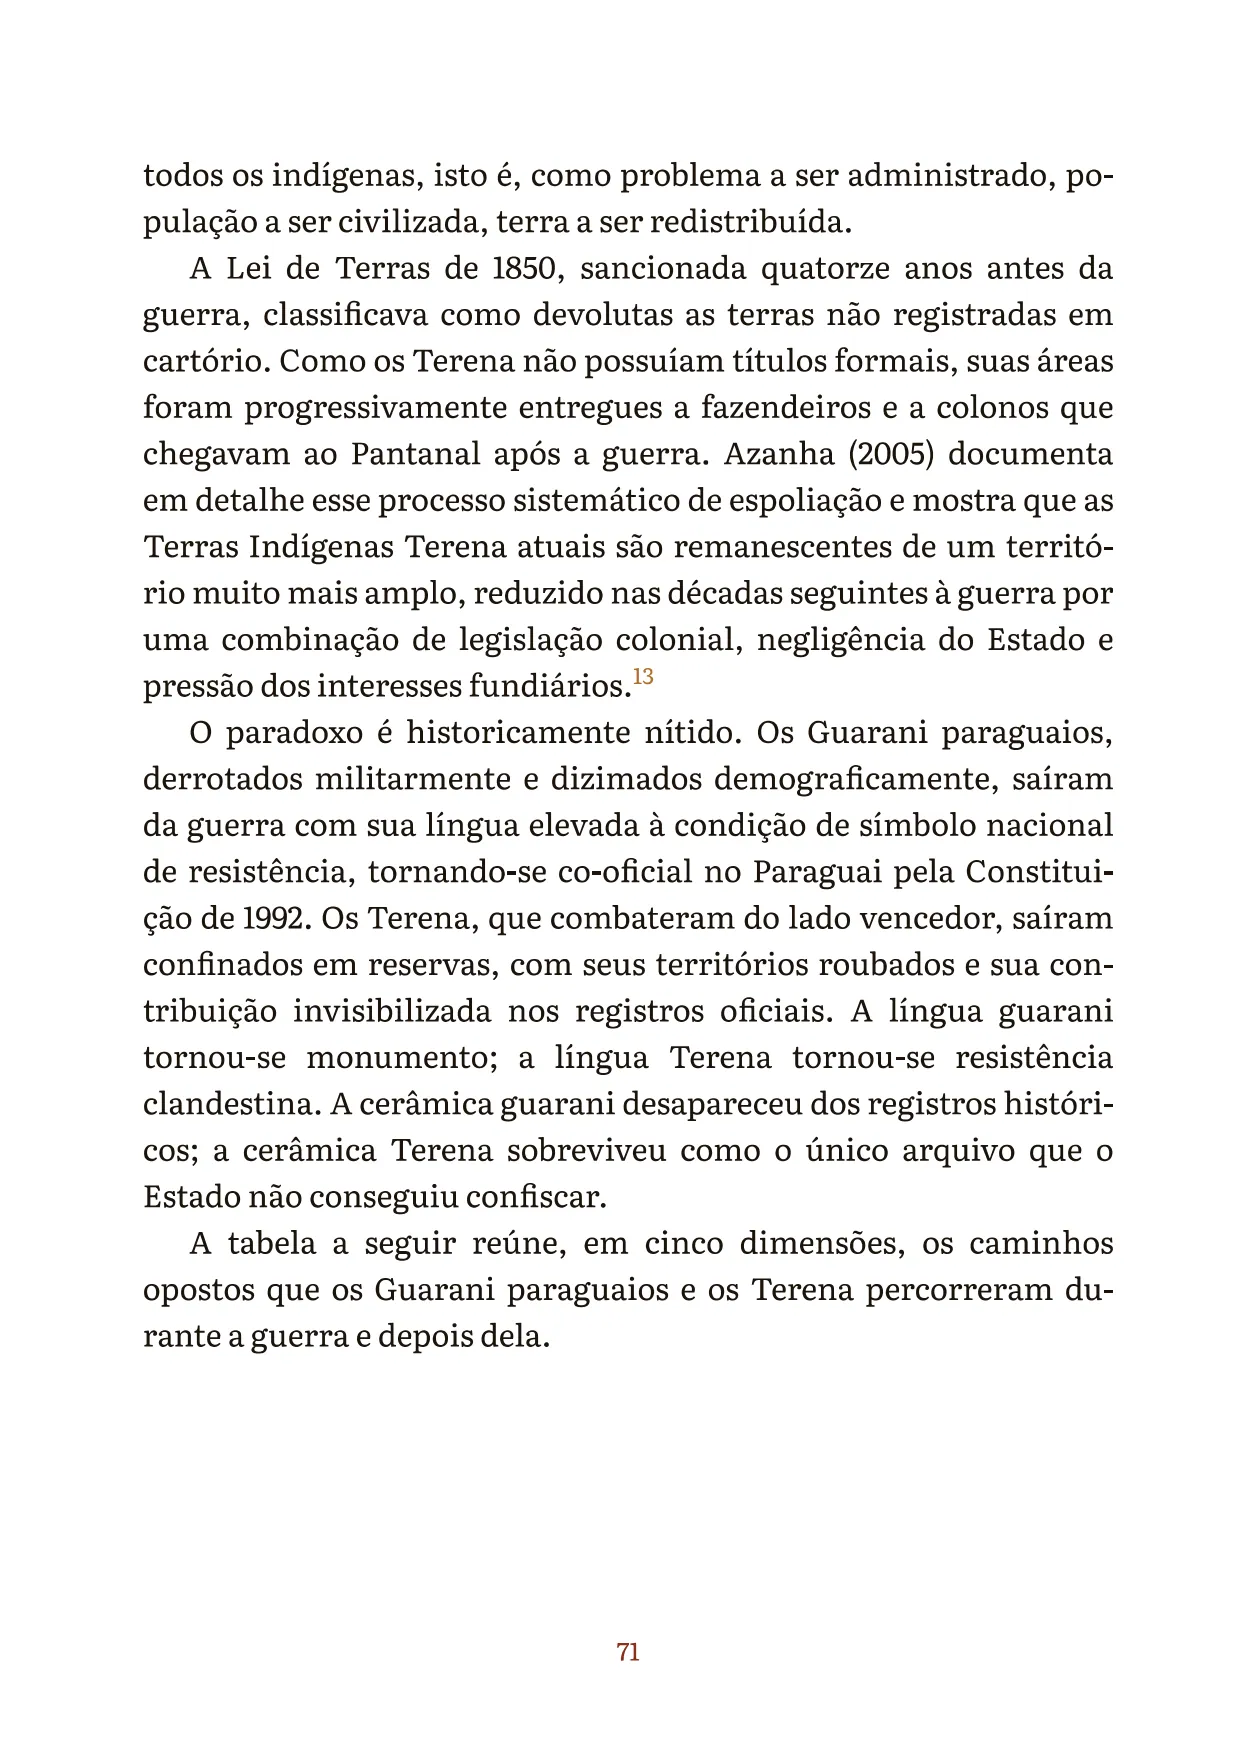 todos os indígenas, isto é, como problema a ser administrado, po-
pulação a ser civilizada, terra a ser redistribuída.
A Lei de Terras de 1850, sancionada quatorze anos antes da
guerra, classificava como devolutas as terras não registradas em
cartório. Como os Terena não possuíam títulos formais, suas áreas
foram progressivamente entregues a fazendeiros e a colonos que
chegavam ao Pantanal após a guerra. Azanha (2005) documenta
em detalhe esse processo sistemático de espoliação e mostra que as
Terras Indígenas Terena atuais são remanescentes de um territó-
rio muito mais amplo, reduzido nas décadas seguintes à guerra por
uma combinação de legislação colonial, negligência do Estado e
pressão dos interesses fundiários.13
O paradoxo é historicamente nítido. Os Guarani paraguaios,
derrotados militarmente e dizimados demograficamente, saíram
da guerra com sua língua elevada à condição de símbolo nacional
de resistência, tornando-se co-oficial no Paraguai pela Constitui-
ção de 1992. Os Terena, que combateram do lado vencedor, saíram
confinados em reservas, com seus territórios roubados e sua con-
tribuição invisibilizada nos registros oficiais. A língua guarani
tornou-se monumento; a língua Terena tornou-se resistência
clandestina. A cerâmica guarani desapareceu dos registros históri-
cos; a cerâmica Terena sobreviveu como o único arquivo que o
Estado não conseguiu confiscar.
A tabela a seguir reúne, em cinco dimensões, os caminhos
opostos que os Guarani paraguaios e os Terena percorreram du-
rante a guerra e depois dela.
71